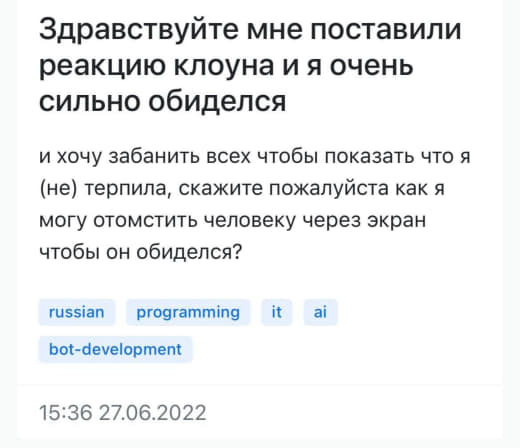 Здравствуйте мне поставили
реакцию клоуна и я очень
сильно обиделся
и хочу забанить всех чтобы показать что я
(не) терпила, скажите пожалуйста как я
могу отомстить человеку через экран
чтобы он обиделся?
russian programming it ai
bot-development
15:36 27.06.2022